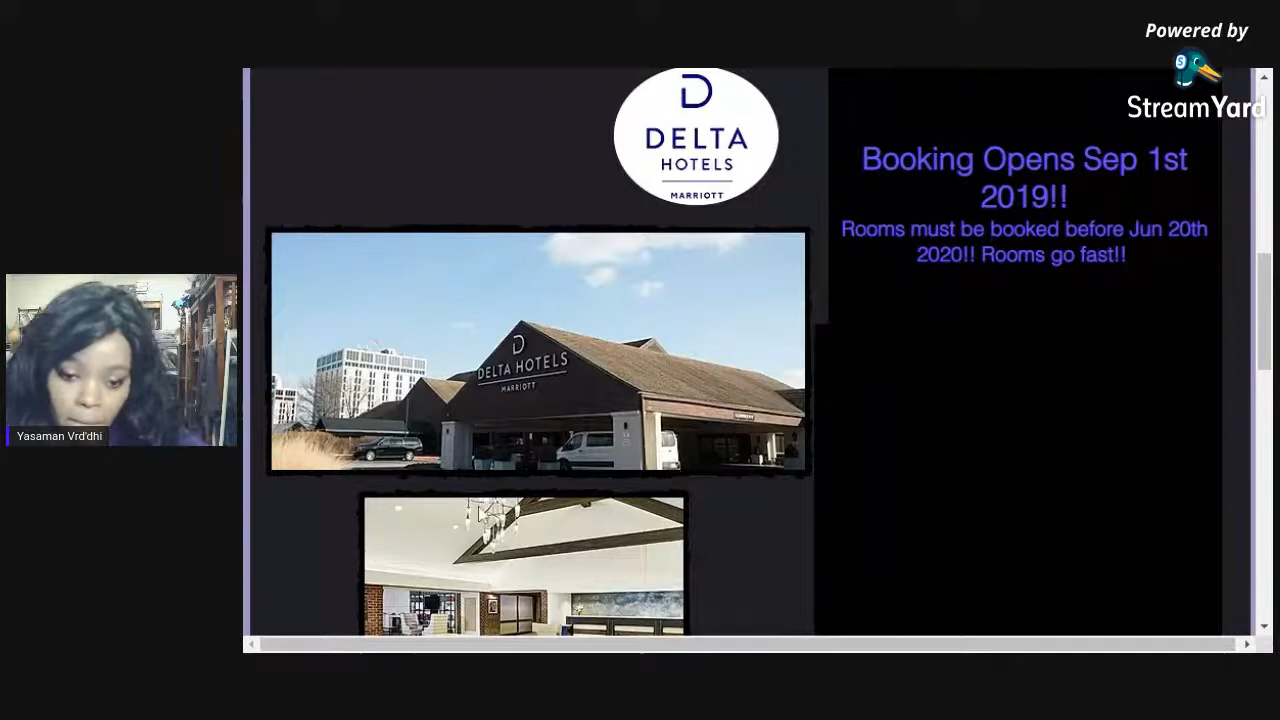 Powered by
StreamYard
D
DELTA
HOTELS
MARRIOTT
Booking Opens Sep 1st
2019!!
Rooms must be booked before Jun 20th
2020!! Rooms go fast!!
D
DELTA HOTELS
MARRIOTT
Yasaman Vrd'dhi